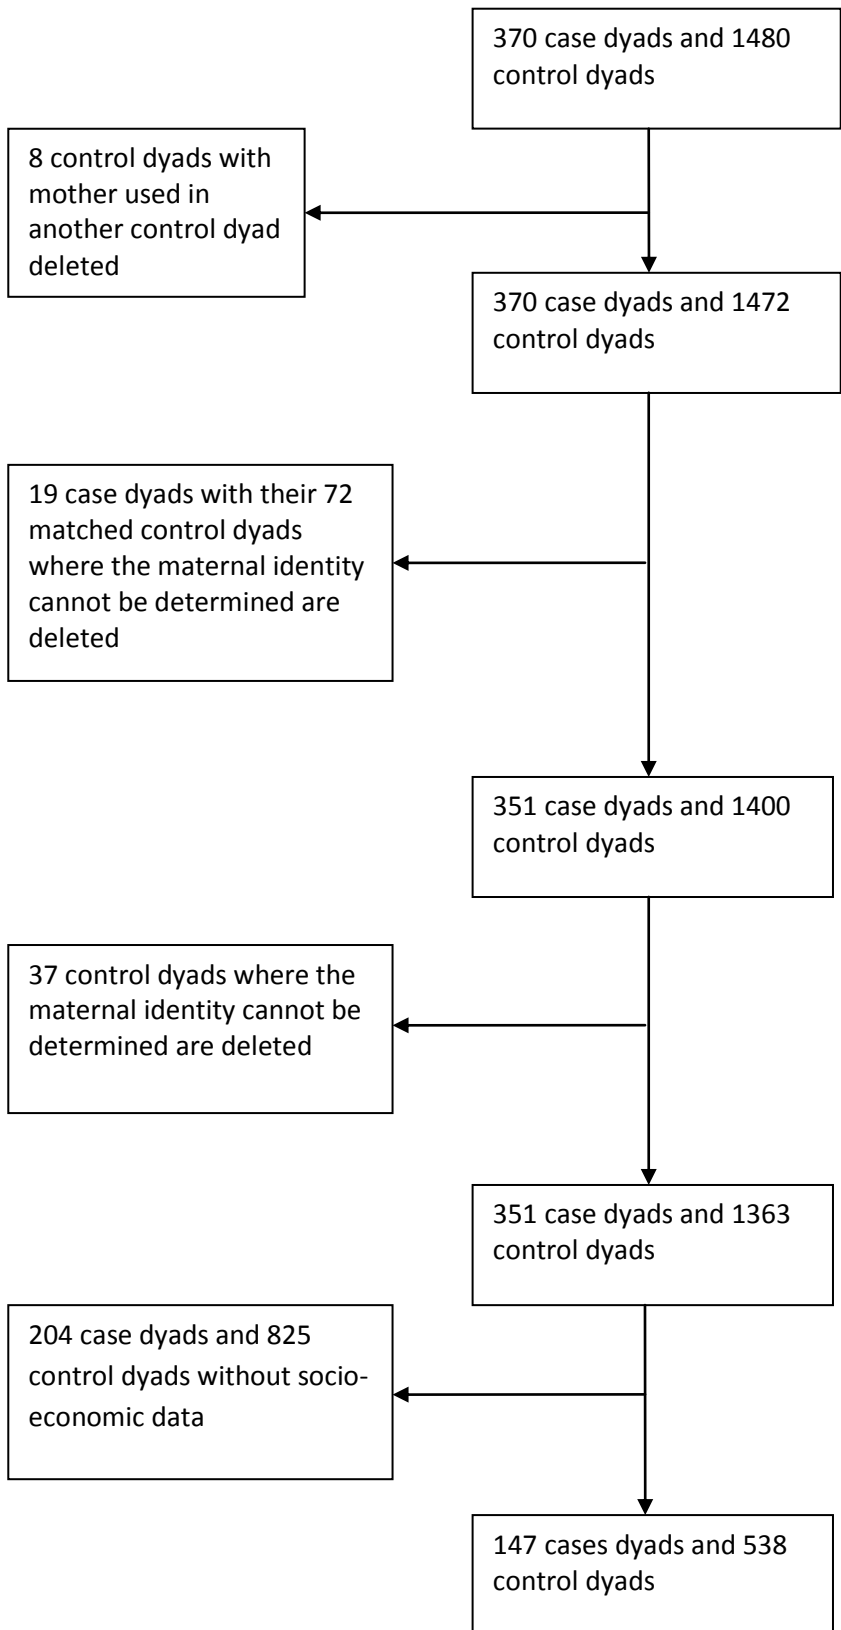 370 case dyads and 1480
control dyads
8 control dyads with
mother used in
another control dyad
deleted
370 case dyads and 1472
control dyads
19 case dyads with their 72
matched control dyads
where the maternal identity
cannot be determined are
deleted
351 case dyads and 1400
control dyads
37 control dyads where the
maternal identity cannot be
determined are deleted
351 case dyads and 1363
control dyads
204 case dyads and 825
control dyads without socio-
economic data
147 cases dyads and 538
control dyads